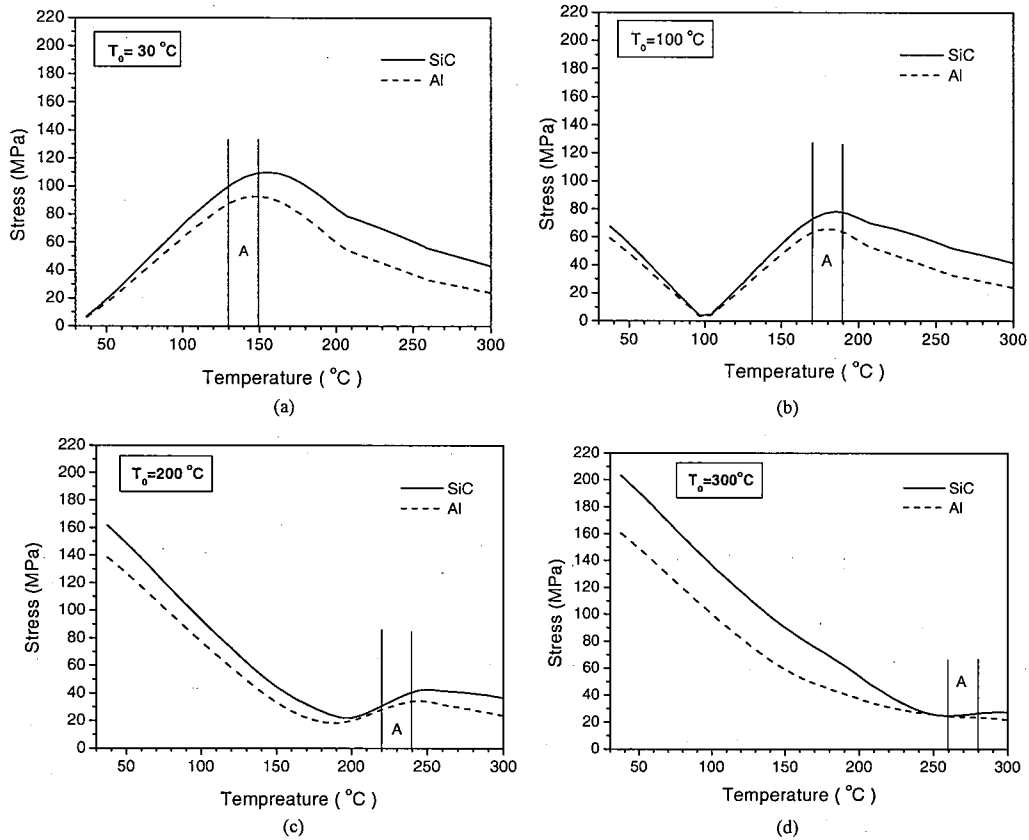 T0= 30 °C
SiC
Al
A
Stress (MPa)
220
200
180
160
140
120
100
80
60
40
20
0
50 100 150 200 250 300
Temperature ( °C)
(a)
T0=100 °C
SiC
Al
A
Stress (MPa)
220
200
180
160
140
120
100
80
60
40
20
0
50 100 150 200 250 300
Temperature ( °C)
(b)
T0=200 °C
SiC
Al
A
Stress (MPa)
220
200
180
160
140
120
100
80
60
40
20
0
50 100 150 200 250 300
Tempreature ( °C)
(c)
T0=300°C
SiC
Al
A
Stress (MPa)
220
200
180
160
140
120
100
80
60
40
20
0
50 100 150 200 250 300
Temperature ( °C)
(d)